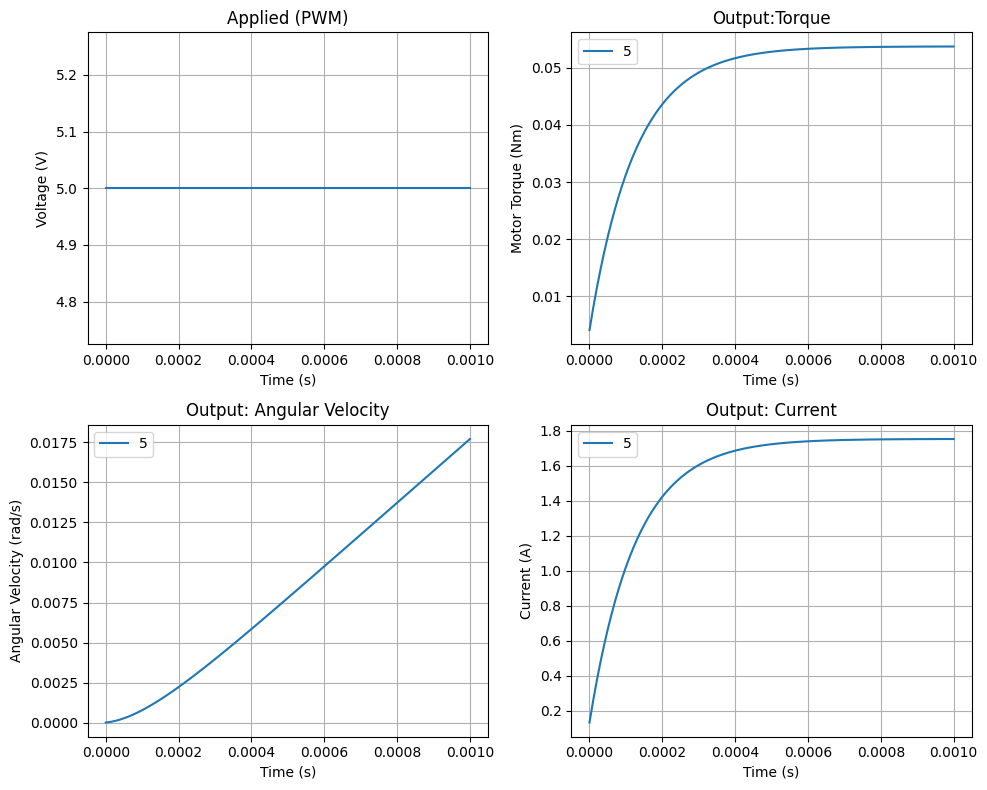 Applied (PWM)
5.2
5.1
5.0
4.9
4.8
Voltage (V)
0.0000 0.0002 0.0004 0.0006 0.0008 0.0010
Time (s)
Output:Torque
5
0.05
0.04
0.03
0.02
0.01
Motor Torque (Nm)
0.0000 0.0002 0.0004 0.0006 0.0008 0.0010
Time (s)
Output: Angular Velocity
5
0.0175
0.0150
0.0125
0.0100
0.0075
0.0050
0.0025
0.0000
Angular Velocity (rad/s)
0.0000 0.0002 0.0004 0.0006 0.0008 0.0010
Time (s)
Output: Current
5
1.8
1.6
1.4
1.2
1.0
0.8
0.6
0.4
0.2
Current (A)
0.0000 0.0002 0.0004 0.0006 0.0008 0.0010
Time (s)